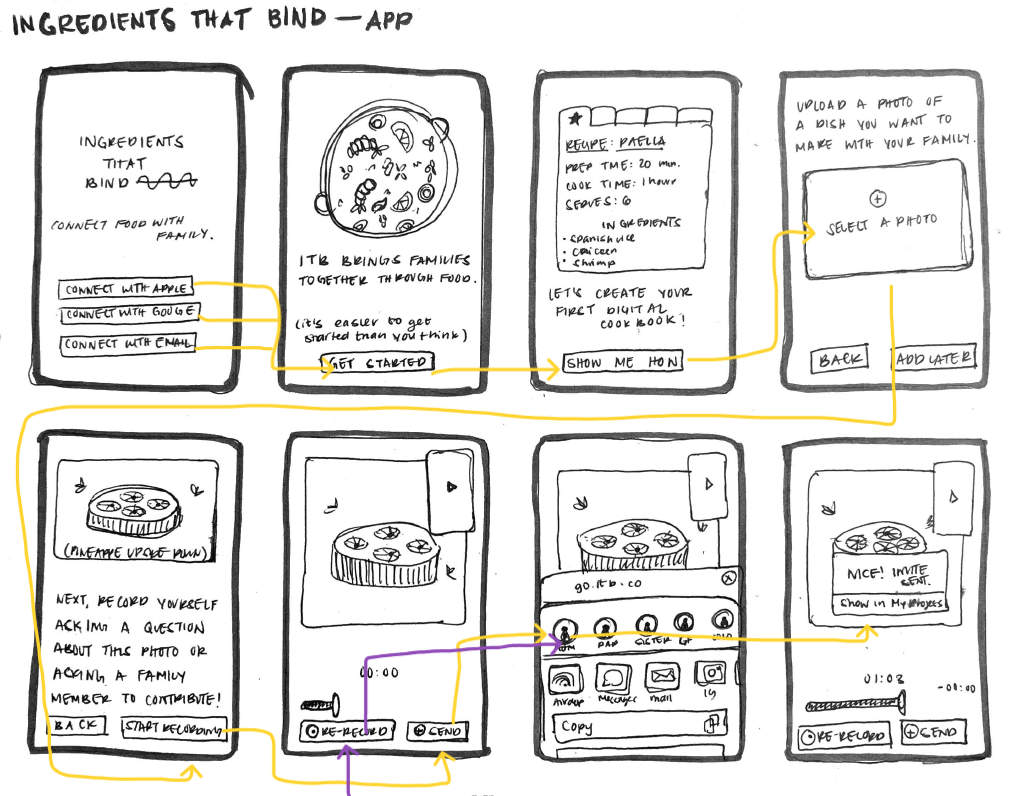 INGREDIENTS THAT BIND — APP
INGREDIENTS
THAT
BIND
CONNECT FOOD WITH
FAMILY.
CONNECT WITH APPLE
CONNECT WITH GOOGE
CONNECT WITH EMAIL
ITB BRINGS FAMILIES
TOGETHER THROUGH FOOD.
(it's easier to get
started than you think)
GET STARTED
RECIPE: PAELLA
PREP TIME: 20 min.
COOK TIME: 1 hour
SERVES: 6
INGREDIENTS
• Spanish rice
• Chicken
• Shrimp
LET'S CREATE YOUR
FIRST DIGITAL
COOKBOOK!
SHOW ME HOW
UPLOAD A PHOTO OF
A DISH YOU WANT TO
MAKE WITH YOUR FAMILY.
SELECT A PHOTO
BACK
ADD LATER
(PINEAPPLE UPSIDE DOWN)
NEXT, RECORD YOURSELF
ASKING A QUESTION
ABOUT THIS PHOTO OR
ASKING A FAMILY
MEMBER TO CONTRIBUTE!
BACK
START RECORDING
00:00
RE-RECORD
SEND
go.itb.co
MOM
DAD
SISTER
GF
Airdrop
Messages
Mail
IG
Copy
NICE! INVITE
SENT.
Show in My Projects
01:03
-00:00
RE-RECORD
SEND